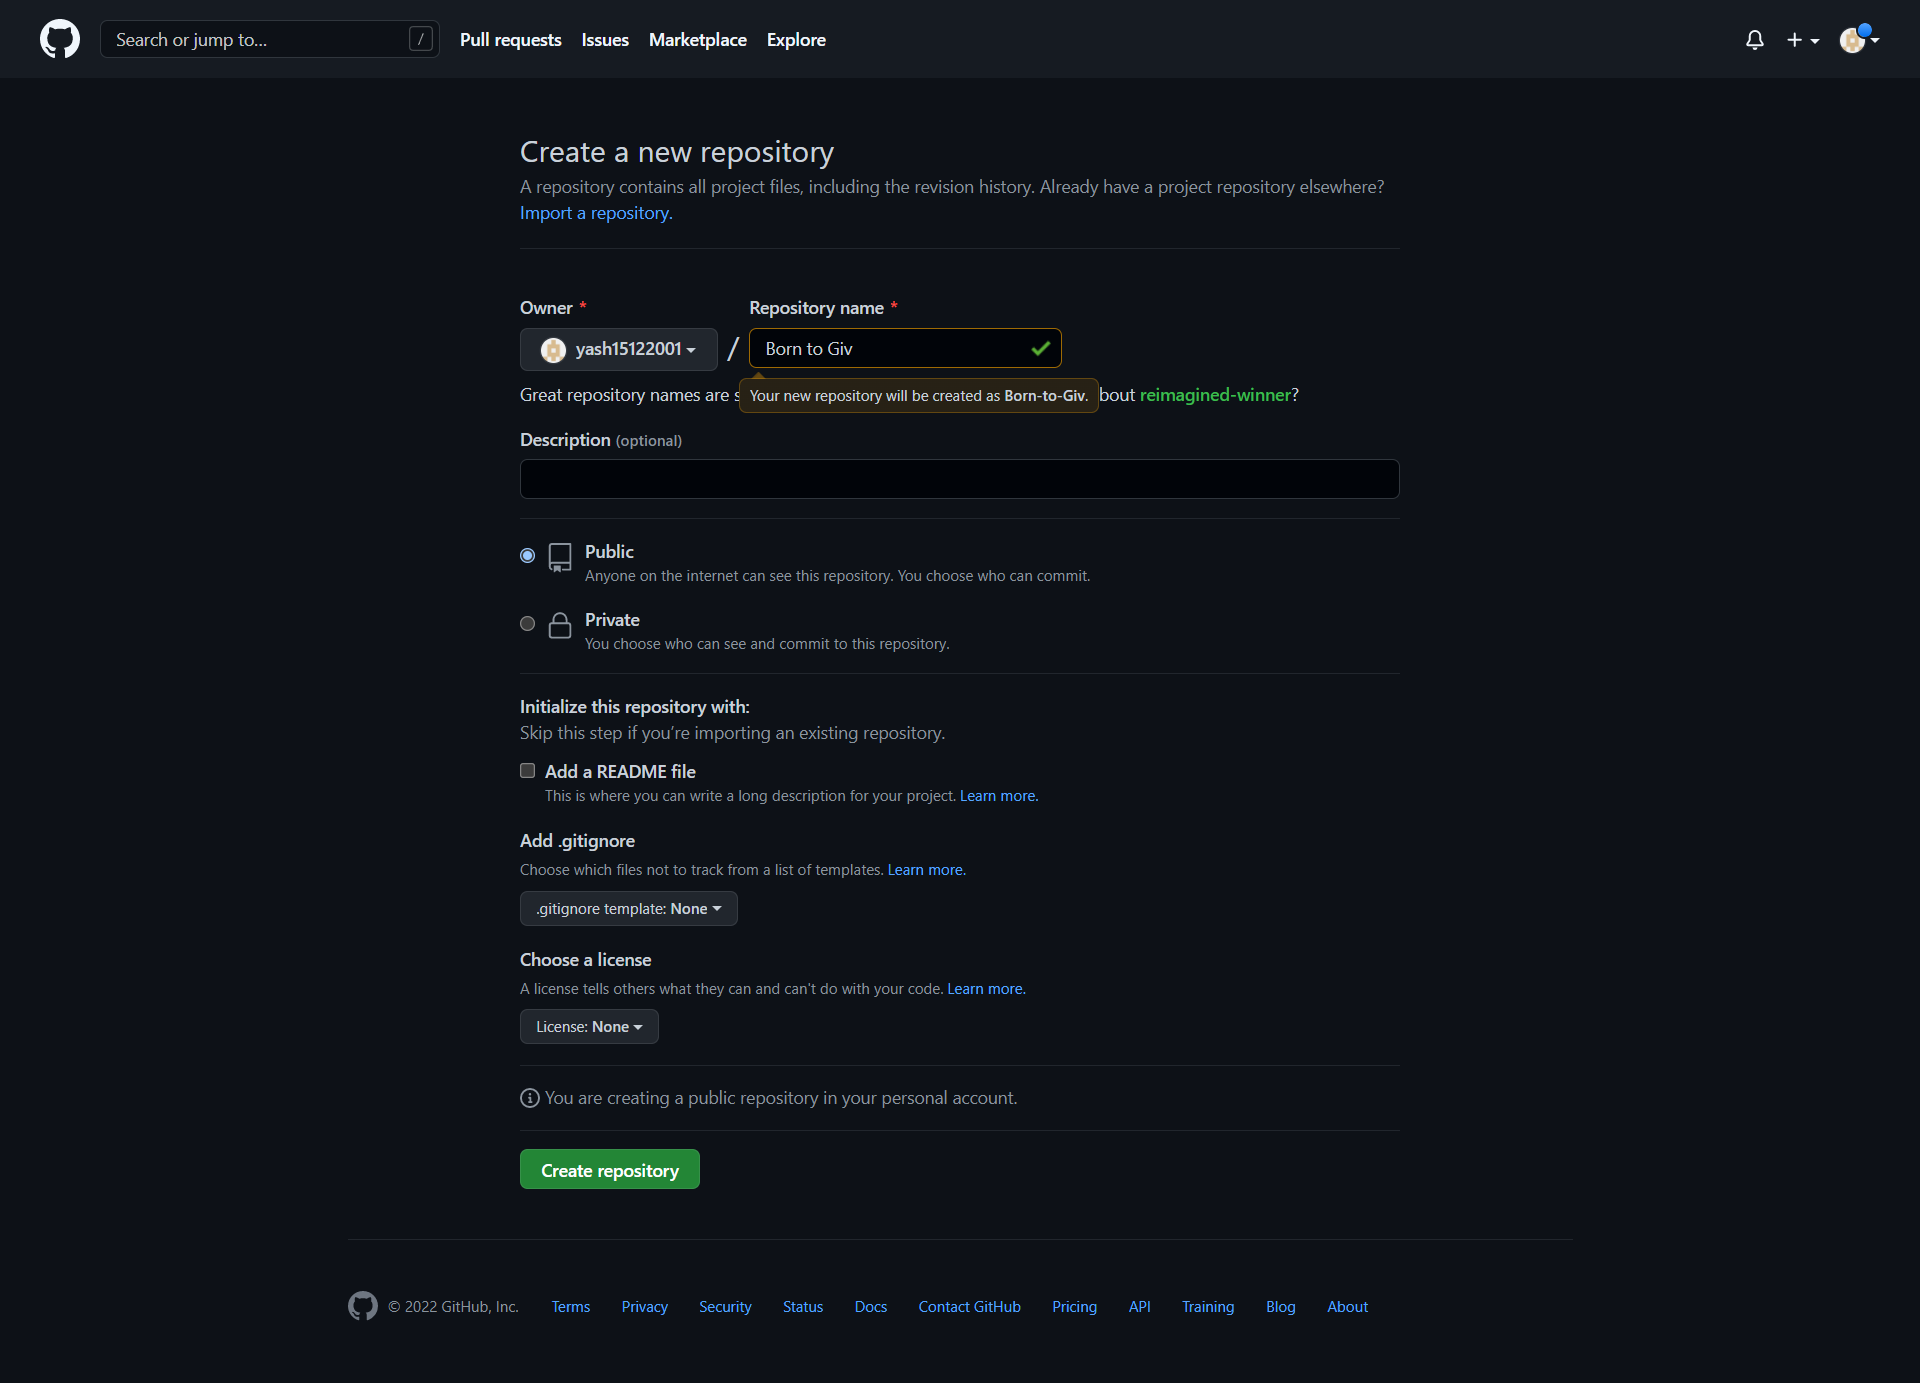 Search or jump to... /
Pull requests
Issues
Marketplace
Explore
Create a new repository
A repository contains all project files, including the revision history. Already have a project repository elsewhere?
Import a repository.
Owner *
Repository name *
yash15122001
/
Born to Giv
Great repository names are s
Your new repository will be created as Born-to-Giv.
bout reimagined-winner?
Description (optional)
Public
Anyone on the internet can see this repository. You choose who can commit.
Private
You choose who can see and commit to this repository.
Initialize this repository with:
Skip this step if you're importing an existing repository.
Add a README file
This is where you can write a long description for your project. Learn more.
Add .gitignore
Choose which files not to track from a list of templates. Learn more.
.gitignore template: None
Choose a license
A license tells others what they can and can't do with your code. Learn more.
License: None
You are creating a public repository in your personal account.
Create repository
© 2022 GitHub, Inc.
Terms
Privacy
Security
Status
Docs
Contact GitHub
Pricing
API
Training
Blog
About